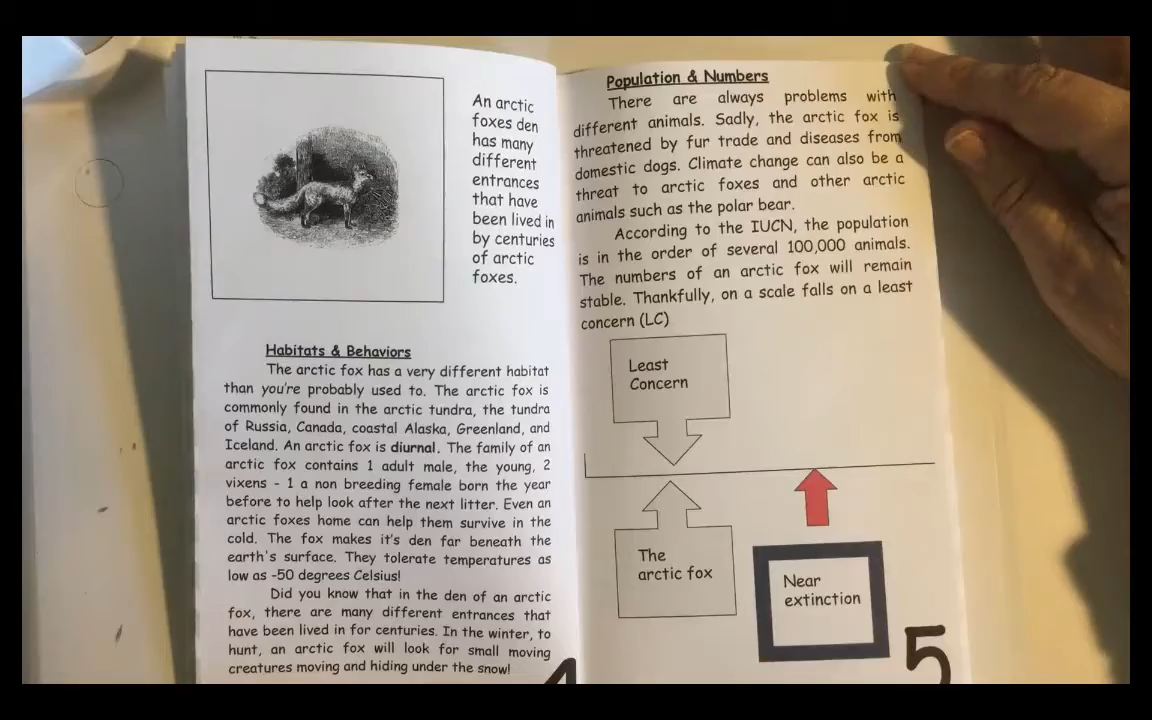 An arctic
foxes den
has many
different
entrances
that have
been lived in
by centuries
of arctic
foxes.
Habitats & Behaviors
The arctic fox has a very different habitat
than you're probably used to. The arctic fox is
commonly found in the arctic tundra, the tundra
of Russia, Canada, coastal Alaska, Greenland, and
Iceland. An arctic fox is diurnal. The family of an
arctic fox contains 1 adult male, the young, 2
vixens - 1 a non breeding female born the year
before to help look after the next litter. Even an
arctic foxes home can help them survive in the
cold. The fox makes it's den far beneath the
earth's surface. They tolerate temperatures as
low as -50 degrees Celsius!
Did you know that in the den of an arctic
fox, there are many different entrances that
have been lived in for centuries. In the winter, to
hunt, an arctic fox will look for small moving
creatures moving and hiding under the snow!
4
Population & Numbers
There are always problems with
different animals. Sadly, the arctic fox is
threatened by fur trade and diseases from
domestic dogs. Climate change can also be a
threat to arctic foxes and other arctic
animals such as the polar bear.
According to the IUCN, the population
is in the order of several 100,000 animals.
The numbers of an arctic fox will remain
stable. Thankfully, on a scale falls on a least
concern (LC)
Least
Concern
The
arctic fox
Near
extinction
5